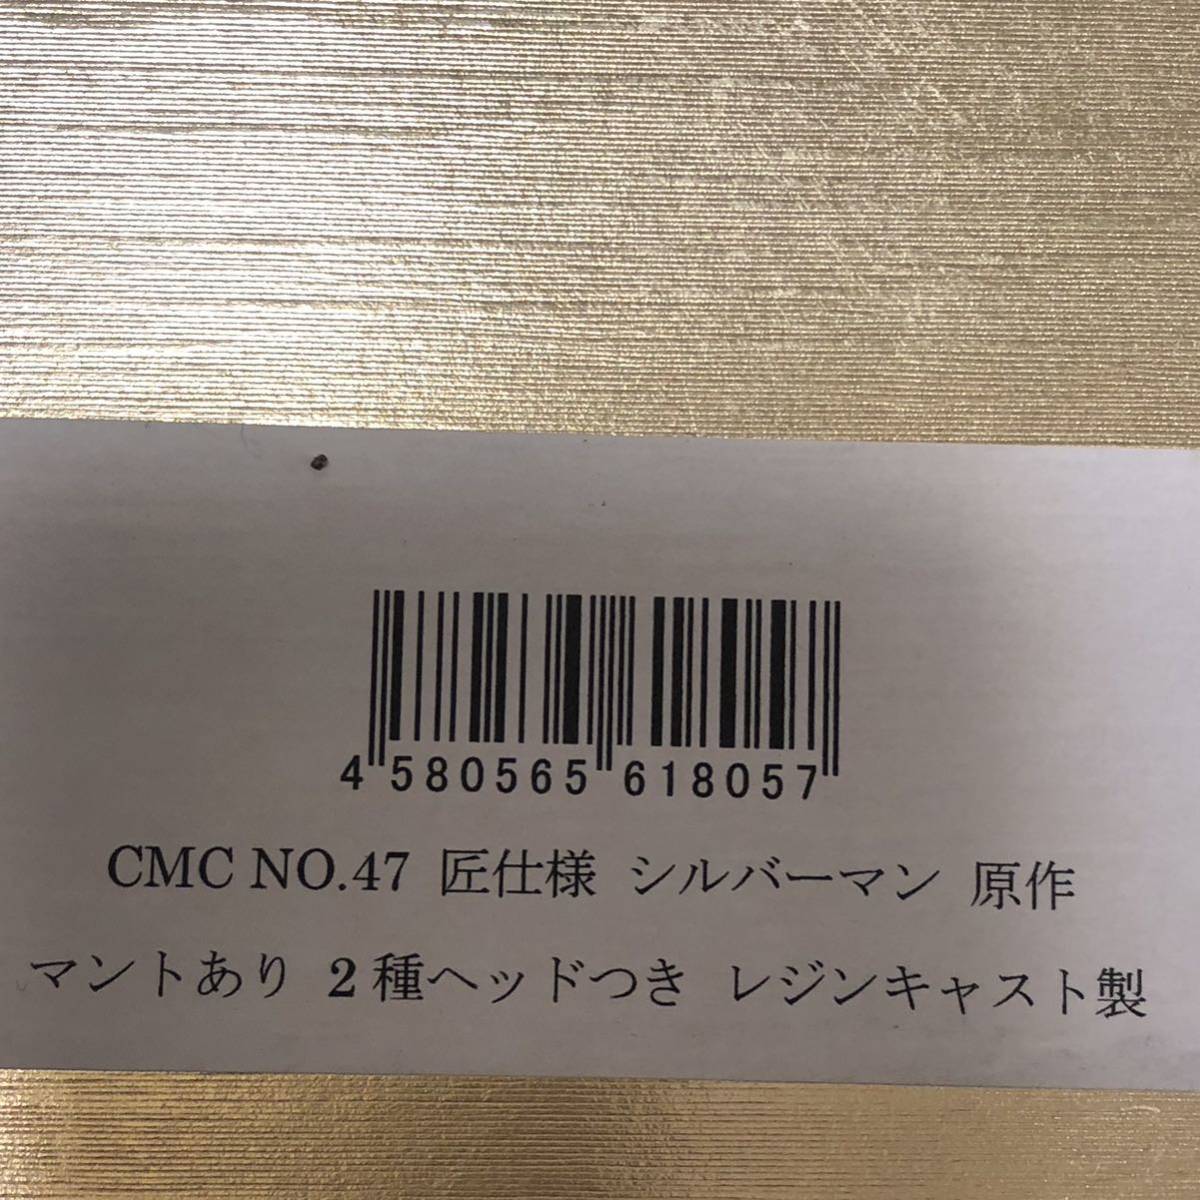 4 580565 618057
CMC NO.47 匠仕様 シルバーマン 原作
マントあり 2種ヘッドつき レジンキャスト製